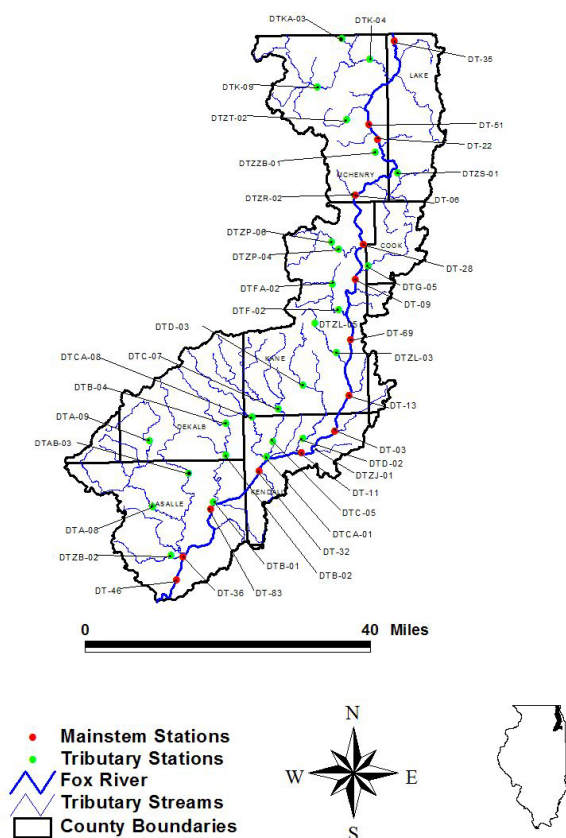 DTKA-03
DTK-04
DT-35
LAKE
DTK-09
DTZT-02
DT-51
DT-22
DTZZB-01
DTZS-01
MCHENRY
DTZR-02
DT-06
DTZP-06
COOK
DTZP-04
DT-28
DTFA-02
DTG-05
DT-09
DTF-02
DTD-03
DTZL-05
DT-69
DTCA-08
DTC-07
KANE
DTZL-03
DTB-04
DT-13
DTA-09
DEKALB
DTAB-03
DT-03
DTD-02
DTZJ-01
KENDALL
DT-11
LASALLE
DTC-05
DTA-08
DTCA-01
DT-32
DTZB-02
DTB-01
DTB-02
DT-46
DT-36
DT-83
0 40 Miles
Mainstem Stations
Tributary Stations
Fox River
Tributary Streams
County Boundaries
N
W E
S